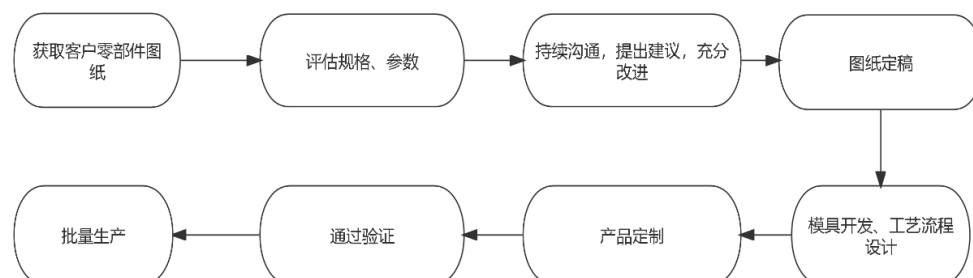 获取客户零部件图
纸
评估规格、参数
持续沟通，提出建议，充分
改进
图纸定稿
模具开发、工艺流程
设计
产品定制
通过验证
批量生产